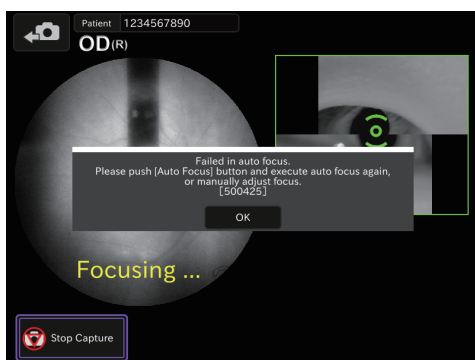 Patient 1234567890
OD(R)
Failed in auto focus.
Please push [Auto Focus] button and execute auto focus again,
or manually adjust focus.
[500425]
OK
Focusing ...
Stop Capture